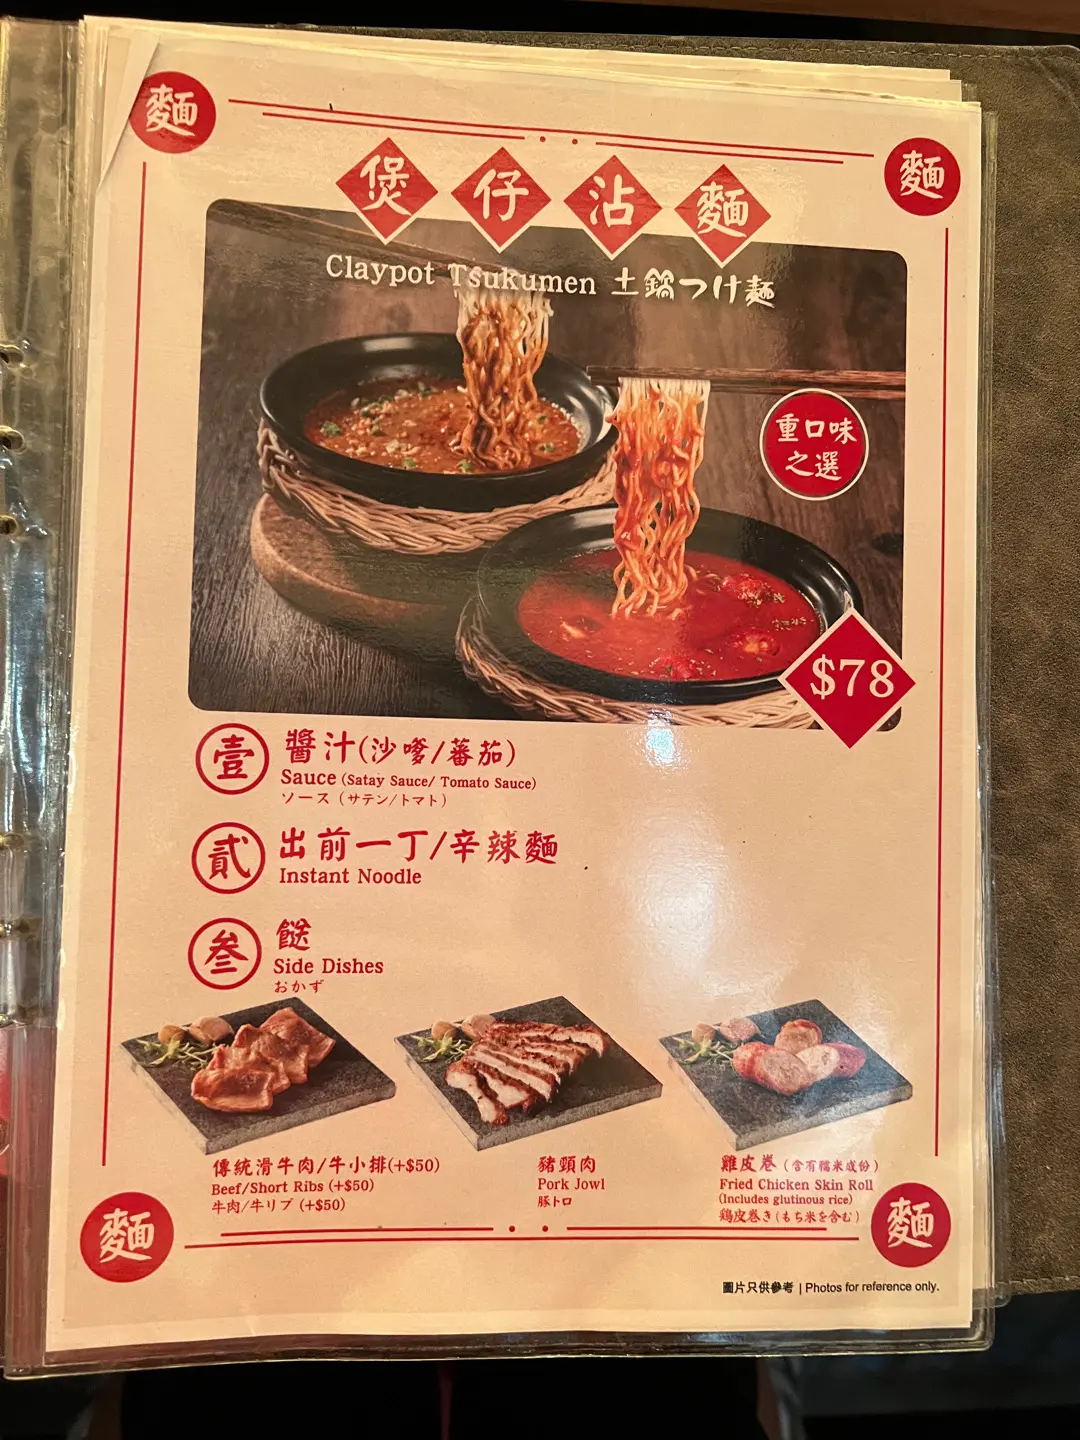 麵
麵
煲仔沾麵
Claypot Tsukumen 土鍋つけ麺
重口味
之選
$78
壹 醬汁(沙嗲/蕃茄)
Sauce (Satay Sauce/ Tomato Sauce)
ソース (サテン/トマト)
貳 出前一丁/辛辣麵
Instant Noodle
叁 餸
Side Dishes
おかず
傳統滑牛肉/牛小排(+$50)
Beef/Short Ribs (+$50)
牛肉/牛リブ (+$50)
豬頸肉
Pork Jowl
豚トロ
雞皮卷 (含有糯米成份)
Fried Chicken Skin Roll
(Includes glutinous rice)
鶏皮巻き(もち米を含む)
麵
麵
圖片只供參考 | Photos for reference only.